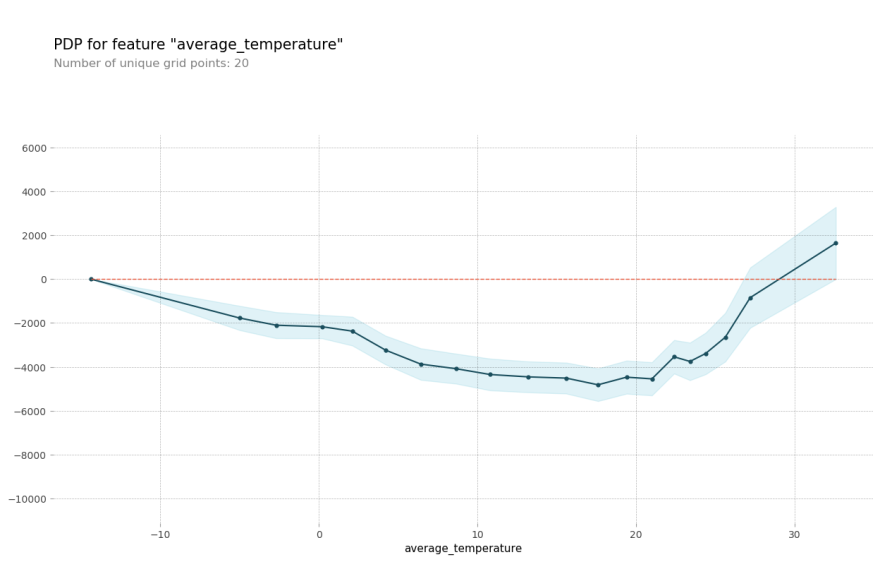 PDP for feature "average_temperature"
Number of unique grid points: 20
6000
4000
2000
0
−2000
−4000
−6000
−8000
−10000
−10 0 10 20 30
average_temperature